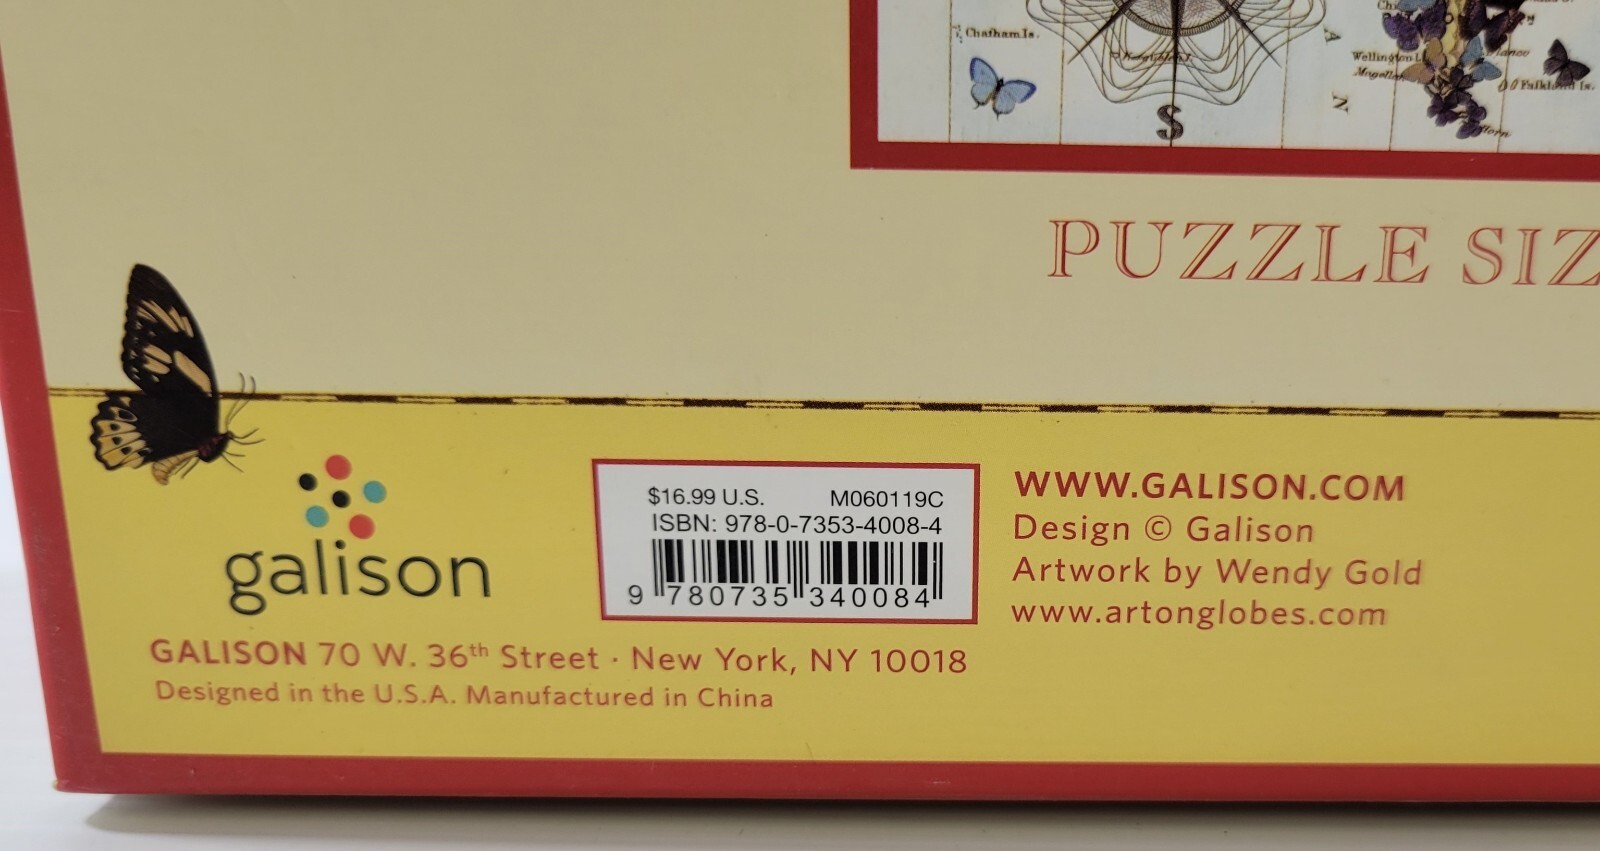 Chatham Is.
Wellington I.
Falkland Is.
Horn
S
A
N
PUZZLE SIZ
galison
$16.99 U.S. M060119C
ISBN: 978-0-7353-4008-4
9 780735 340084
WWW.GALISON.COM
Design © Galison
Artwork by Wendy Gold
www.artonglobes.com
GALISON 70 W. 36th Street · New York, NY 10018
Designed in the U.S.A. Manufactured in China